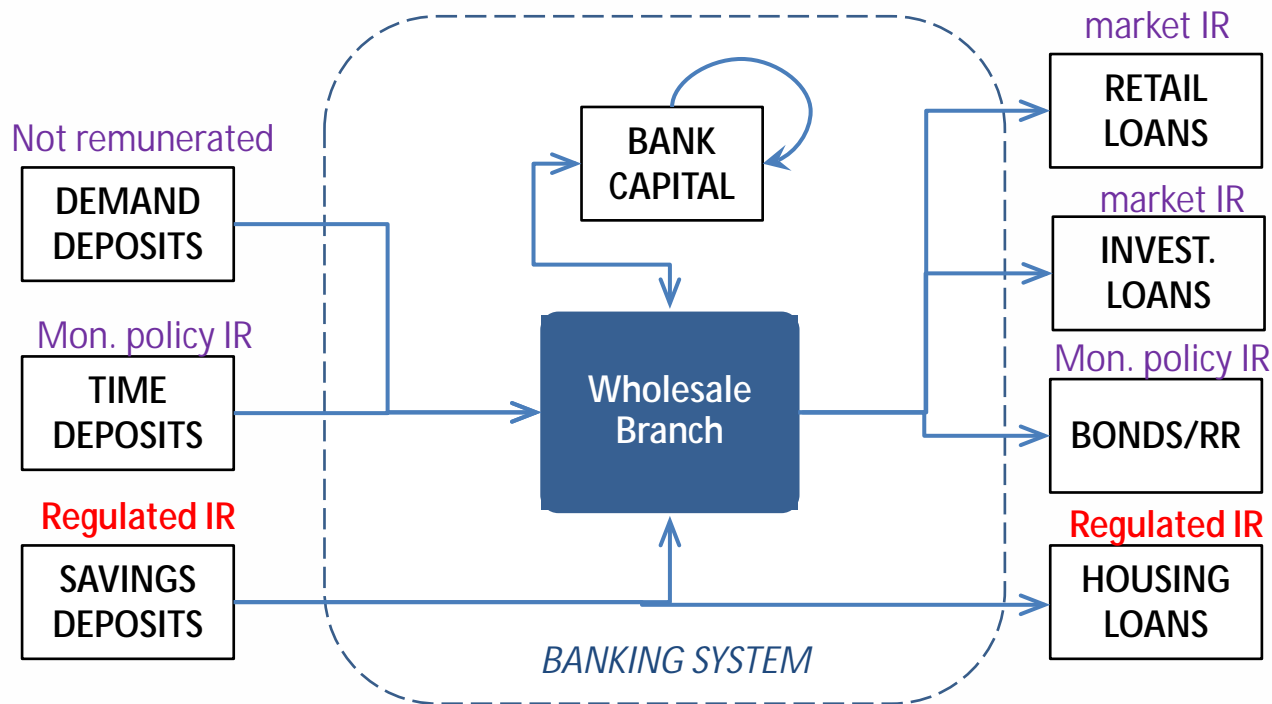 Not remunerated
DEMAND
DEPOSITS
Mon. policy IR
TIME
DEPOSITS
Regulated IR
SAVINGS
DEPOSITS
BANK
CAPITAL
Wholesale
Branch
BANKING SYSTEM
market IR
RETAIL
LOANS
market IR
INVEST.
LOANS
Mon. policy IR
BONDS/RR
Regulated IR
HOUSING
LOANS